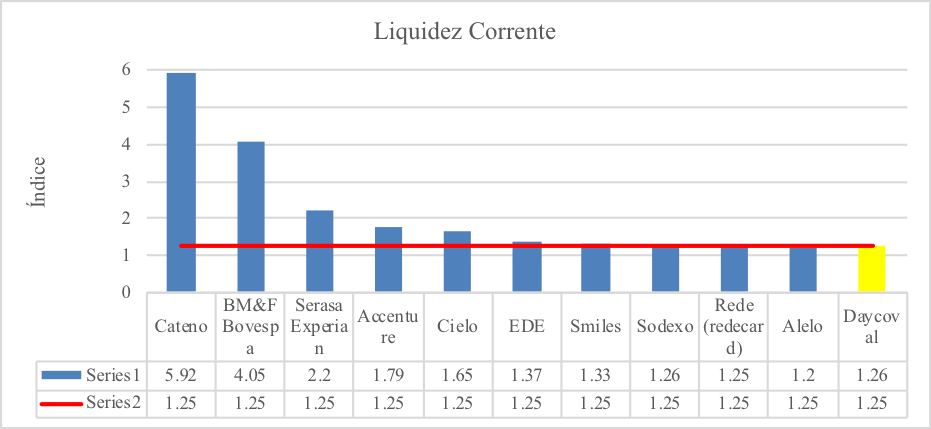 Liquidez Corrente
Índice
6
5
4
3
2
1
0
Cateno
BM&F
Bovesp
a
Serasa
Experia
n
Accentu
re
Cielo
EDE
Smiles
Sodexo
Rede
(redecar
d)
Alelo
Daycov
al
Series1 5.92 4.05 2.2 1.79 1.65 1.37 1.33 1.26 1.25 1.2 1.26
Series2 1.25 1.25 1.25 1.25 1.25 1.25 1.25 1.25 1.25 1.25 1.25